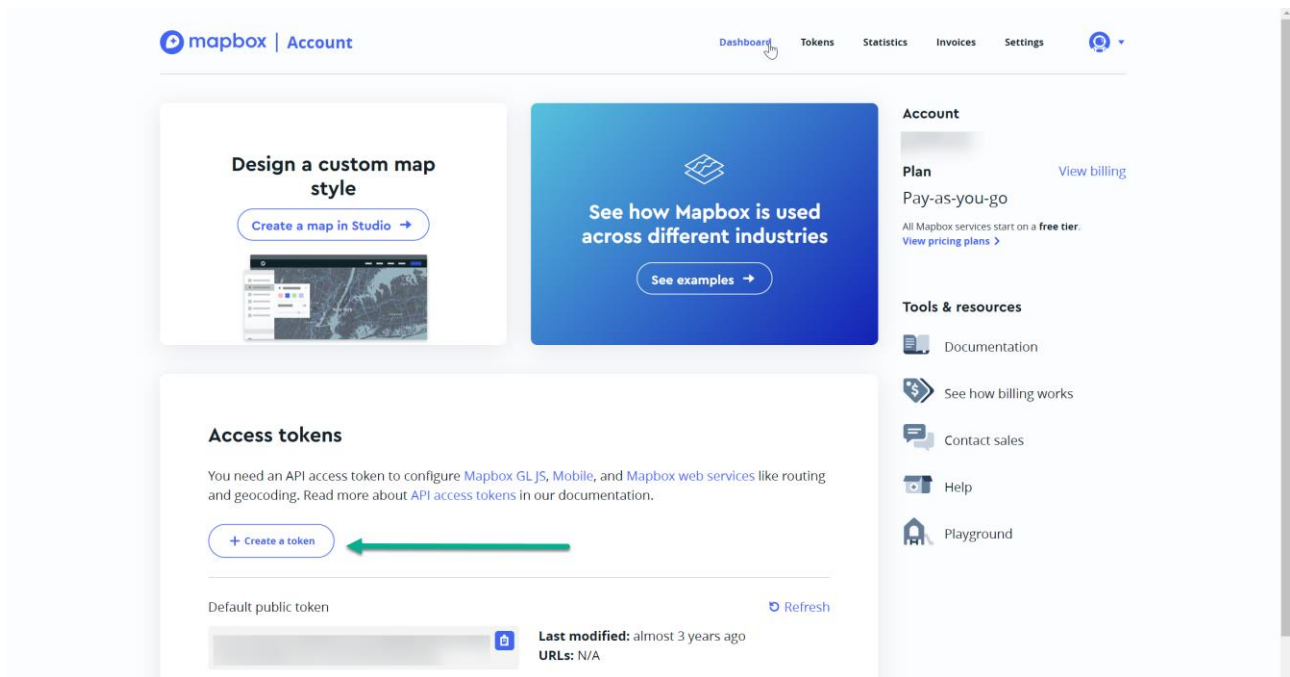 mapbox | Account
Dashboard
Tokens
Statistics
Invoices
Settings
Design a custom map
style
Create a map in Studio →
See how Mapbox is used
across different industries
See examples →
Account
Plan
View billing
Pay-as-you-go
All Mapbox services start on a free tier.
View pricing plans >
Tools & resources
Documentation
See how billing works
Contact sales
Help
Playground
Access tokens
You need an API access token to configure Mapbox GL JS, Mobile, and Mapbox web services like routing
and geocoding. Read more about API access tokens in our documentation.
+ Create a token
Default public token
Refresh
Last modified: almost 3 years ago
URLs: N/A